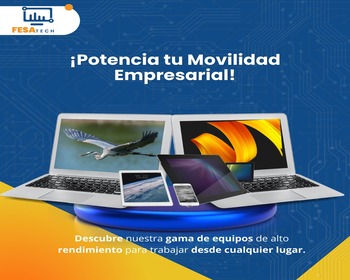 FESATECH
¡Potencia tu Movilidad
Empresarial!
Descubre nuestra gama de equipos de alto
rendimiento para trabajar desde cualquier lugar.